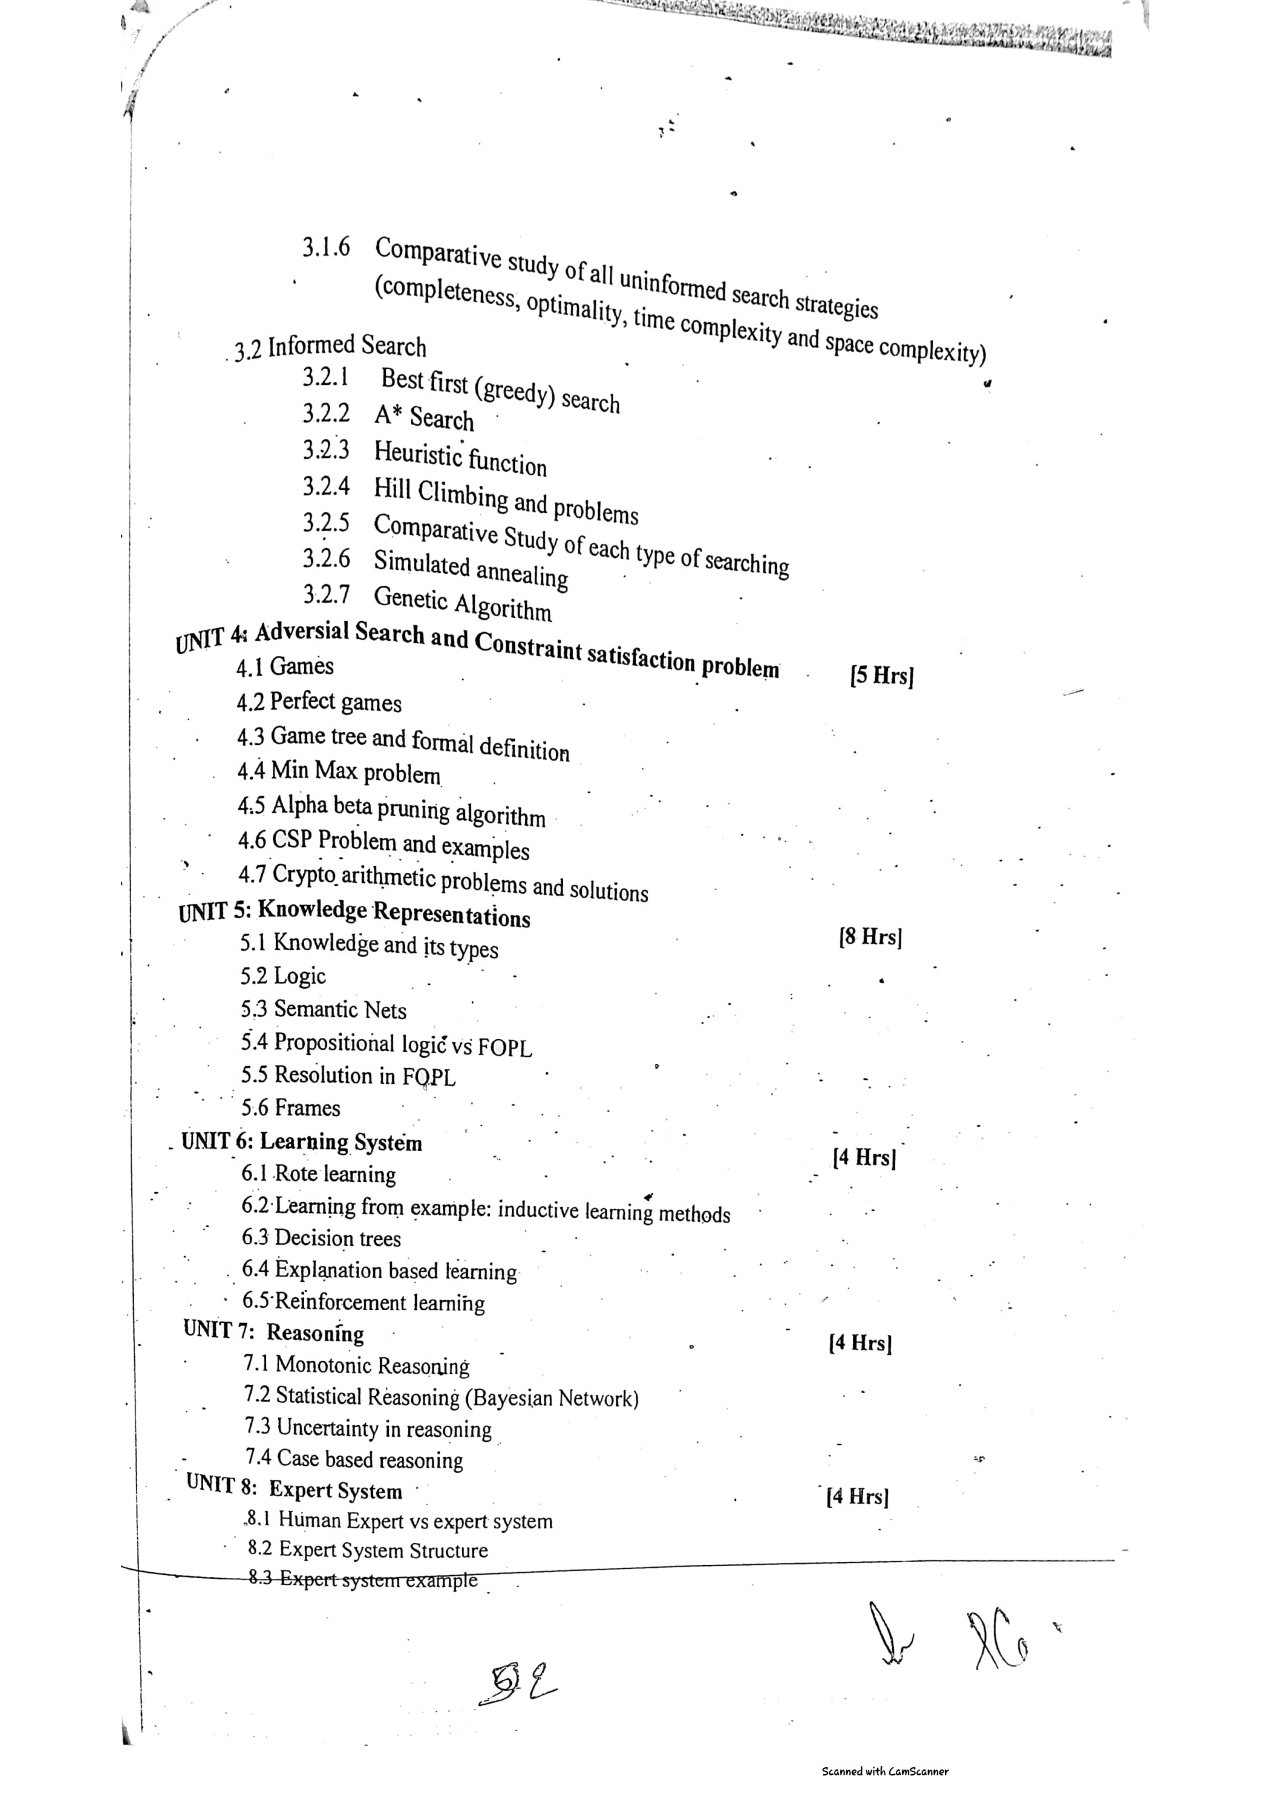 3.1.6 Comparative study of all uninformed search strategies
(completeness, optimality, time complexity and space complexity)
3.2 Informed Search
3.2.1 Best first (greedy) search
3.2.2 A* Search
3.2.3 Heuristic function
3.2.4 Hill Climbing and problems
3.2.5 Comparative Study of each type of searching
3.2.6 Simulated annealing
3.2.7 Genetic Algorithm
UNIT 4: Adversial Search and Constraint satisfaction problem [5 Hrs]
4.1 Games
4.2 Perfect games
4.3 Game tree and formal definition
4.4 Min Max problem
4.5 Alpha beta pruning algorithm
4.6 CSP Problem and examples
4.7 Crypto arithmetic problems and solutions
UNIT 5: Knowledge Representations [8 Hrs]
5.1 Knowledge and its types
5.2 Logic
5.3 Semantic Nets
5.4 Propositional logic vs FOPL
5.5 Resolution in FOPL
5.6 Frames
UNIT 6: Learning System [4 Hrs]
6.1 Rote learning
6.2 Learning from example: inductive learning methods
6.3 Decision trees
6.4 Explanation based learning
6.5 Reinforcement learning
UNIT 7: Reasoning [4 Hrs]
7.1 Monotonic Reasoning
7.2 Statistical Reasoning (Bayesian Network)
7.3 Uncertainty in reasoning
7.4 Case based reasoning
UNIT 8: Expert System [4 Hrs]
8.1 Human Expert vs expert system
8.2 Expert System Structure
8.3 Expert system example
Scanned with CamScanner